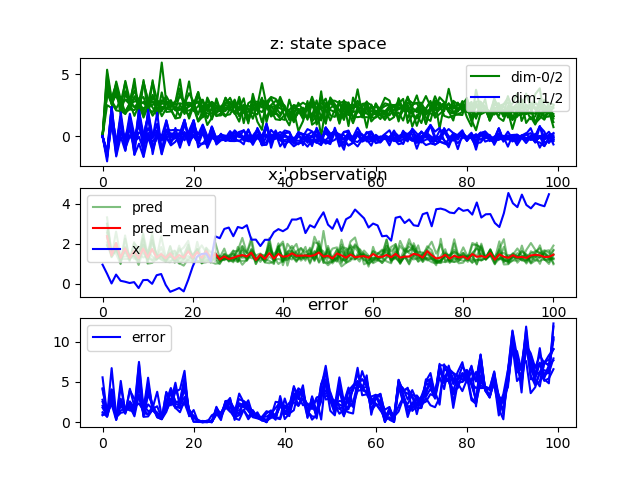 z: state space
5
0
dim-0/2
dim-1/2
0 20 40 60 80 100
x: observation
4
2
0
pred
pred_mean
x
0 20 40 60 80 100
error
10
5
0
error
0 20 40 60 80 100